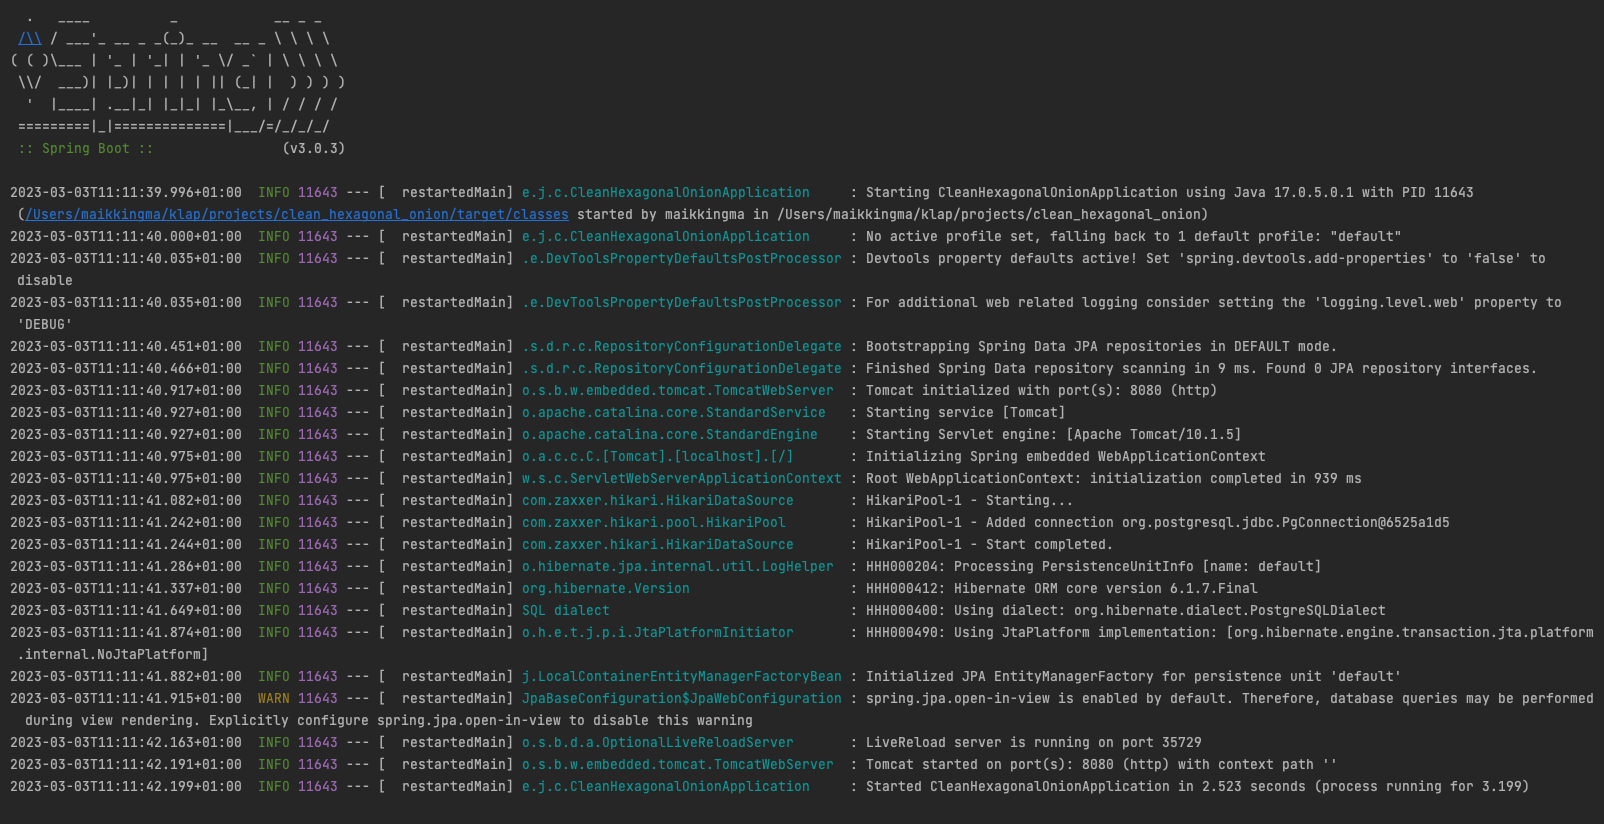 .   ____          _            __ _ _
 /\\ / ___'_ __ _ _(_)_ __  __ _ \ \ \ \
( ( )\___ | '_ | '_| | '_ \/ _` | \ \ \ \
 \\/  ___)| |_)| | | | | || (_| |  ) ) ) )
  '  |____| .__|_| |_|_| |_\__, | / / / /
 =========|_|==============|___/=/_/_/_/
 :: Spring Boot ::                (v3.0.3)
2023-03-03T11:11:39.996+01:00  INFO 11643 --- [  restartedMain] e.j.c.CleanHexagonalOnionApplication     : Starting CleanHexagonalOnionApplication using Java 17.0.5.0.1 with PID 11643
 (/Users/maikkingma/klap/projects/clean_hexagonal_onion/target/classes started by maikkingma in /Users/maikkingma/klap/projects/clean_hexagonal_onion)
2023-03-03T11:11:40.000+01:00  INFO 11643 --- [  restartedMain] e.j.c.CleanHexagonalOnionApplication     : No active profile set, falling back to 1 default profile: "default"
2023-03-03T11:11:40.035+01:00  INFO 11643 --- [  restartedMain] .e.DevToolsPropertyDefaultsPostProcessor : Devtools property defaults active! Set 'spring.devtools.add-properties' to 'false' to
 disable
2023-03-03T11:11:40.035+01:00  INFO 11643 --- [  restartedMain] .e.DevToolsPropertyDefaultsPostProcessor : For additional web related logging consider setting the 'logging.level.web' property to
 'DEBUG'
2023-03-03T11:11:40.451+01:00  INFO 11643 --- [  restartedMain] .s.d.r.c.RepositoryConfigurationDelegate : Bootstrapping Spring Data JPA repositories in DEFAULT mode.
2023-03-03T11:11:40.466+01:00  INFO 11643 --- [  restartedMain] .s.d.r.c.RepositoryConfigurationDelegate : Finished Spring Data repository scanning in 9 ms. Found 0 JPA repository interfaces.
2023-03-03T11:11:40.917+01:00  INFO 11643 --- [  restartedMain] o.s.b.w.embedded.tomcat.TomcatWebServer  : Tomcat initialized with port(s): 8080 (http)
2023-03-03T11:11:40.927+01:00  INFO 11643 --- [  restartedMain] o.apache.catalina.core.StandardService   : Starting service [Tomcat]
2023-03-03T11:11:40.927+01:00  INFO 11643 --- [  restartedMain] o.apache.catalina.core.StandardEngine    : Starting Servlet engine: [Apache Tomcat/10.1.5]
2023-03-03T11:11:40.975+01:00  INFO 11643 --- [  restartedMain] o.a.c.c.C.[Tomcat].[localhost].[/]       : Initializing Spring embedded WebApplicationContext
2023-03-03T11:11:40.975+01:00  INFO 11643 --- [  restartedMain] w.s.c.ServletWebServerApplicationContext : Root WebApplicationContext: initialization completed in 939 ms
2023-03-03T11:11:41.082+01:00  INFO 11643 --- [  restartedMain] com.zaxxer.hikari.HikariDataSource       : HikariPool-1 - Starting...
2023-03-03T11:11:41.242+01:00  INFO 11643 --- [  restartedMain] com.zaxxer.hikari.pool.HikariPool        : HikariPool-1 - Added connection org.postgresql.jdbc.PgConnection@6525a1d5
2023-03-03T11:11:41.244+01:00  INFO 11643 --- [  restartedMain] com.zaxxer.hikari.HikariDataSource       : HikariPool-1 - Start completed.
2023-03-03T11:11:41.286+01:00  INFO 11643 --- [  restartedMain] o.hibernate.jpa.internal.util.LogHelper  : HHH000204: Processing PersistenceUnitInfo [name: default]
2023-03-03T11:11:41.337+01:00  INFO 11643 --- [  restartedMain] org.hibernate.Version                    : HHH000412: Hibernate ORM core version 6.1.7.Final
2023-03-03T11:11:41.649+01:00  INFO 11643 --- [  restartedMain] SQL dialect                              : HHH000400: Using dialect: org.hibernate.dialect.PostgreSQLDialect
2023-03-03T11:11:41.874+01:00  INFO 11643 --- [  restartedMain] o.h.e.t.j.p.i.JtaPlatformInitiator       : HHH000490: Using JtaPlatform implementation: [org.hibernate.engine.transaction.jta.platform
 .internal.NoJtaPlatform]
2023-03-03T11:11:41.882+01:00  INFO 11643 --- [  restartedMain] j.LocalContainerEntityManagerFactoryBean : Initialized JPA EntityManagerFactory for persistence unit 'default'
2023-03-03T11:11:41.915+01:00  WARN 11643 --- [  restartedMain] JpaBaseConfiguration$JpaWebConfiguration : spring.jpa.open-in-view is enabled by default. Therefore, database queries may be performed
  during view rendering. Explicitly configure spring.jpa.open-in-view to disable this warning
2023-03-03T11:11:42.163+01:00  INFO 11643 --- [  restartedMain] o.s.b.d.a.OptionalLiveReloadServer       : LiveReload server is running on port 35729
2023-03-03T11:11:42.191+01:00  INFO 11643 --- [  restartedMain] o.s.b.w.embedded.tomcat.TomcatWebServer  : Tomcat started on port(s): 8080 (http) with context path ''
2023-03-03T11:11:42.199+01:00  INFO 11643 --- [  restartedMain] e.j.c.CleanHexagonalOnionApplication     : Started CleanHexagonalOnionApplication in 2.523 seconds (process running for 3.199)